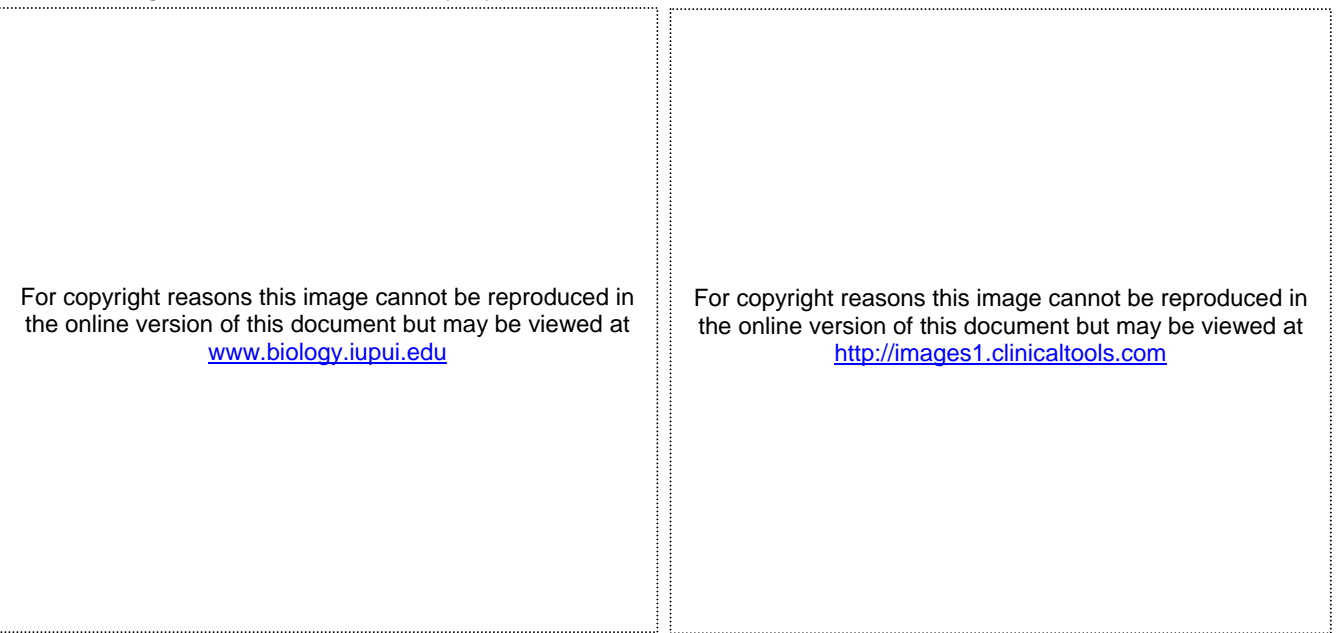 For copyright reasons this image cannot be reproduced in
the online version of this document but may be viewed at
www.biology.iupui.edu
For copyright reasons this image cannot be reproduced in
the online version of this document but may be viewed at
http://images1.clinicaltools.com